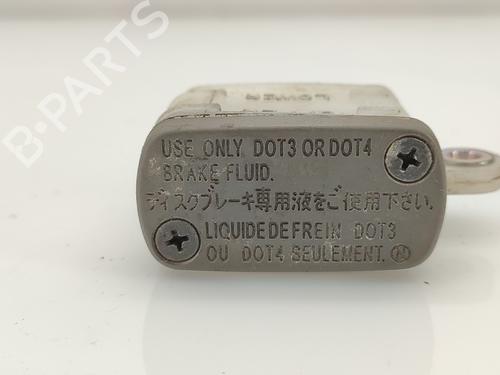 LOWER
USE ONLY DOT3 OR DOT4
BRAKE FLUID.
ディスクブレーキ専用液をご使用下さい.
LIQUIDE DE FREIN DOT3
OU DOT4 SEULEMENT. Ⓝ
B-PARTS